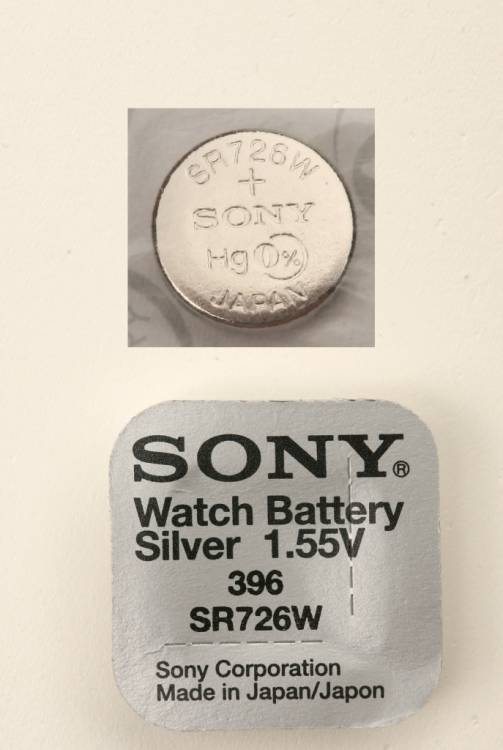 SR726W
+
SONY
Hg 0%
JAPAN
SONY®
Watch Battery
Silver 1.55V
396
SR726W
Sony Corporation
Made in Japan/Japon